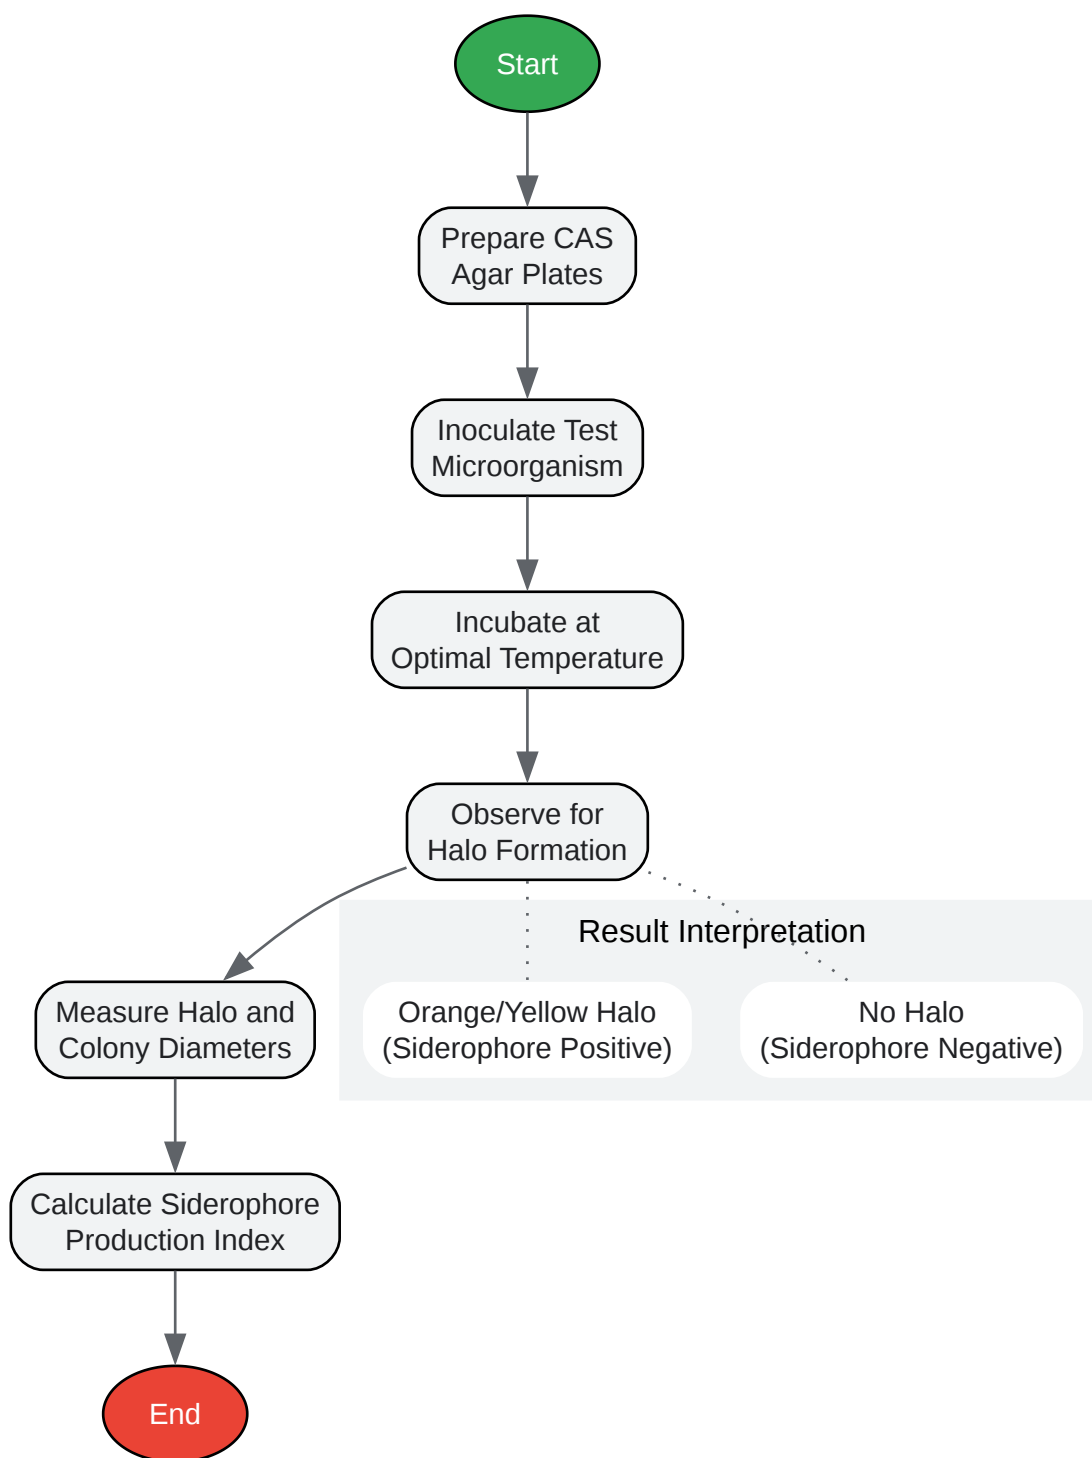 Start
Prepare CAS
Agar Plates
Inoculate Test
Microorganism
Incubate at
Optimal Temperature
Observe for
Halo Formation
Result Interpretation
Measure Halo and
Colony Diameters
Orange/Yellow Halo
(Siderophore Positive)
No Halo
(Siderophore Negative)
Calculate Siderophore
Production Index
End